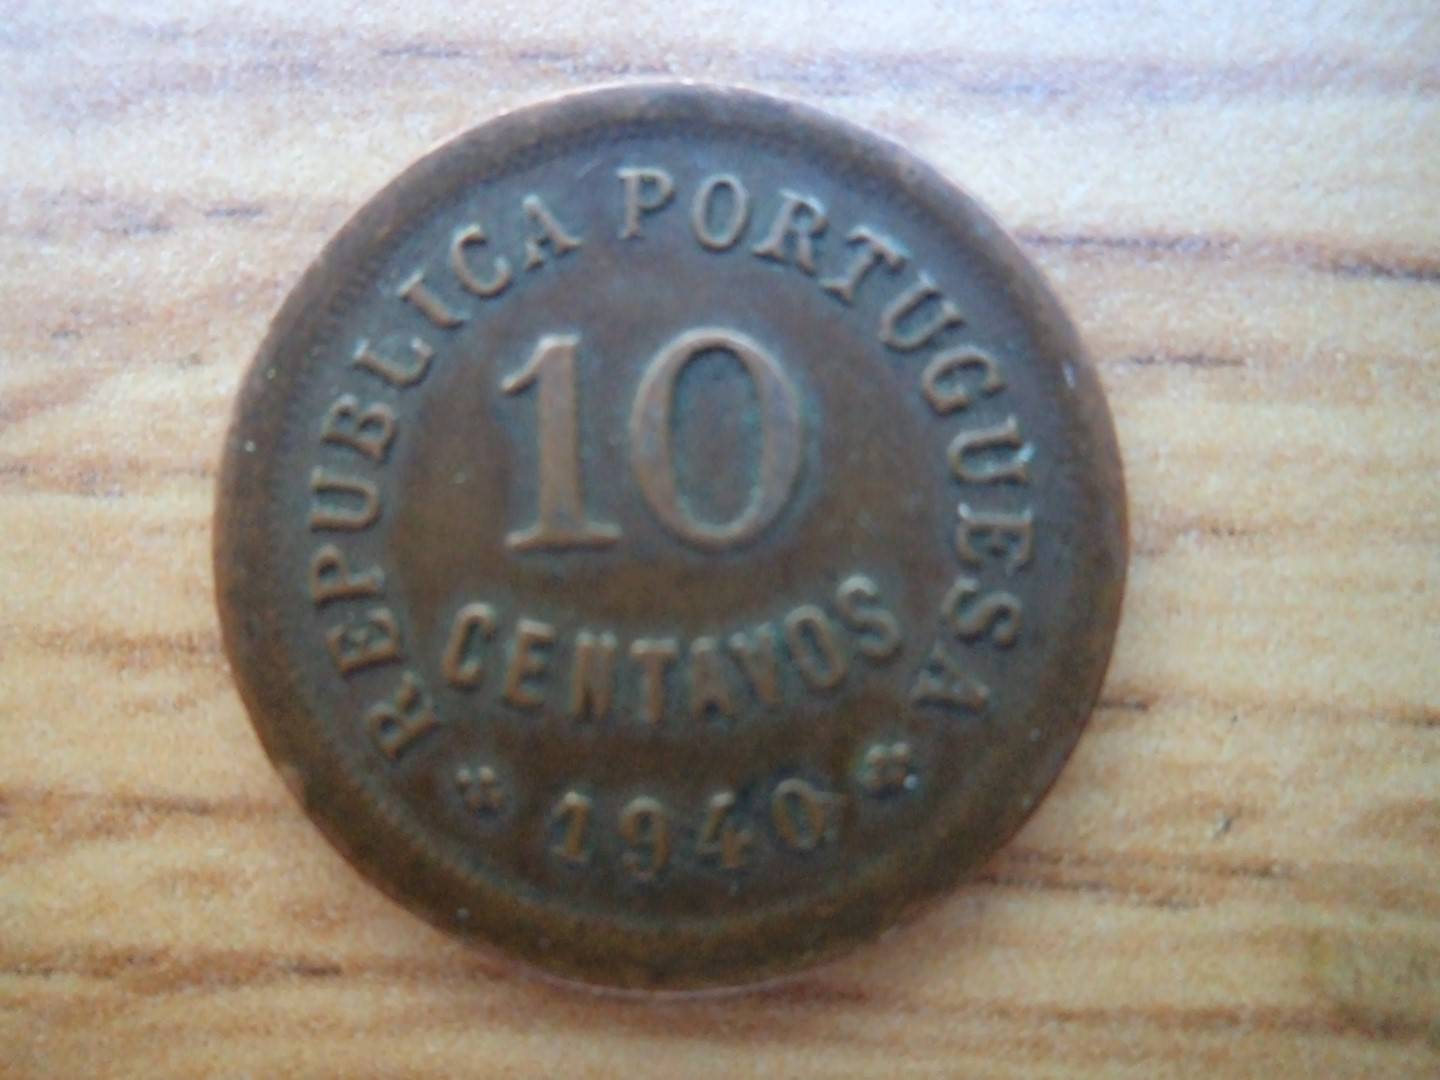 REPUBLICA PORTUGUESA
10
CENTAVOS
* 1940 *